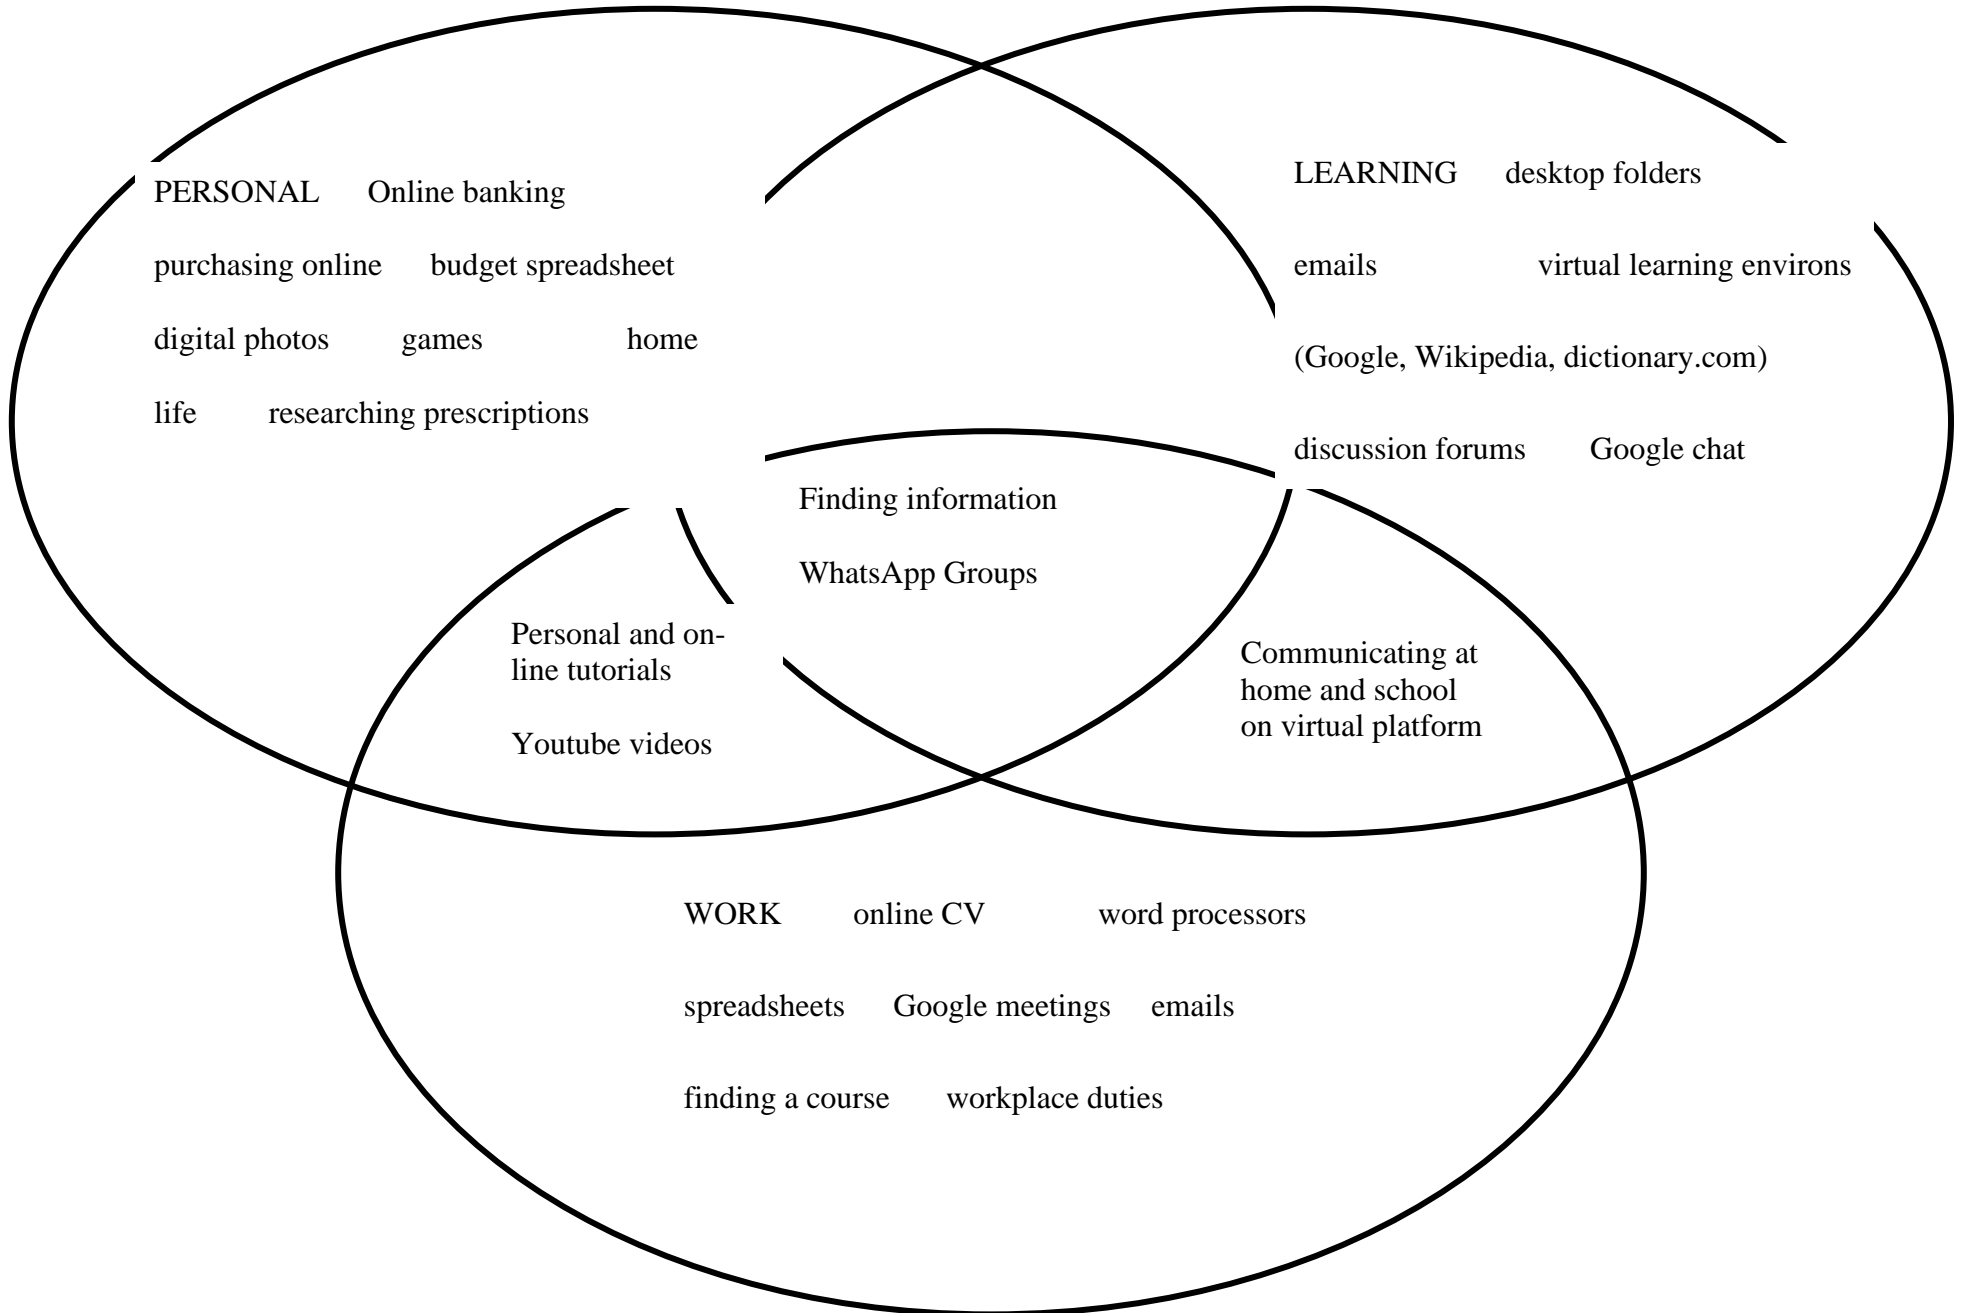 PERSONAL Online banking
purchasing online budget spreadsheet
digital photos games home
life researching prescriptions
LEARNING desktop folders
emails virtual learning environs
(Google, Wikipedia, dictionary.com)
discussion forums Google chat
Finding information
WhatsApp Groups
Personal and on-
line tutorials
Youtube videos
Communicating at
home and school
on virtual platform
WORK online CV word processors
spreadsheets Google meetings emails
finding a course workplace duties